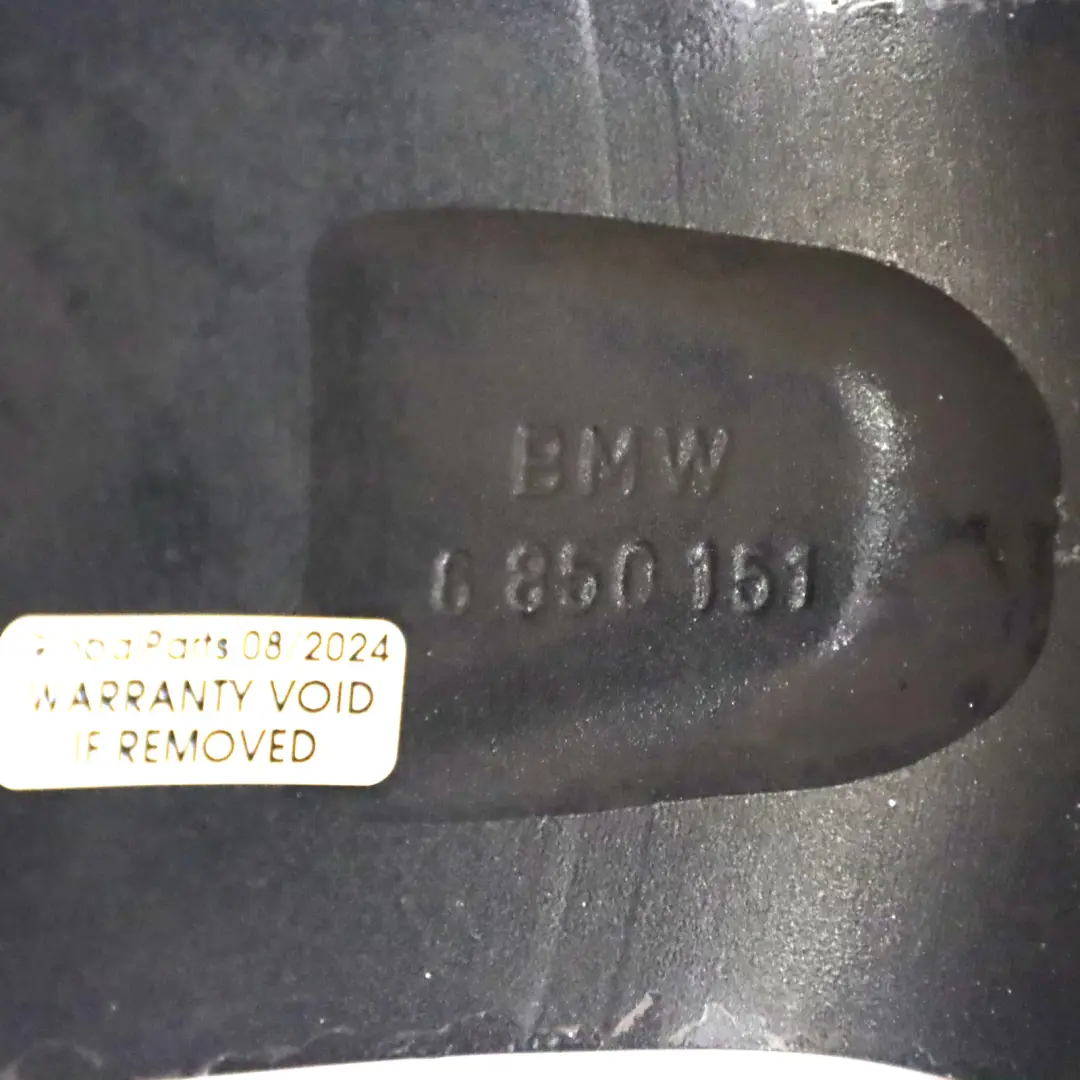 BMW
6 850 151
Parts 08/2024
WARRANTY VOID
IF REMOVED